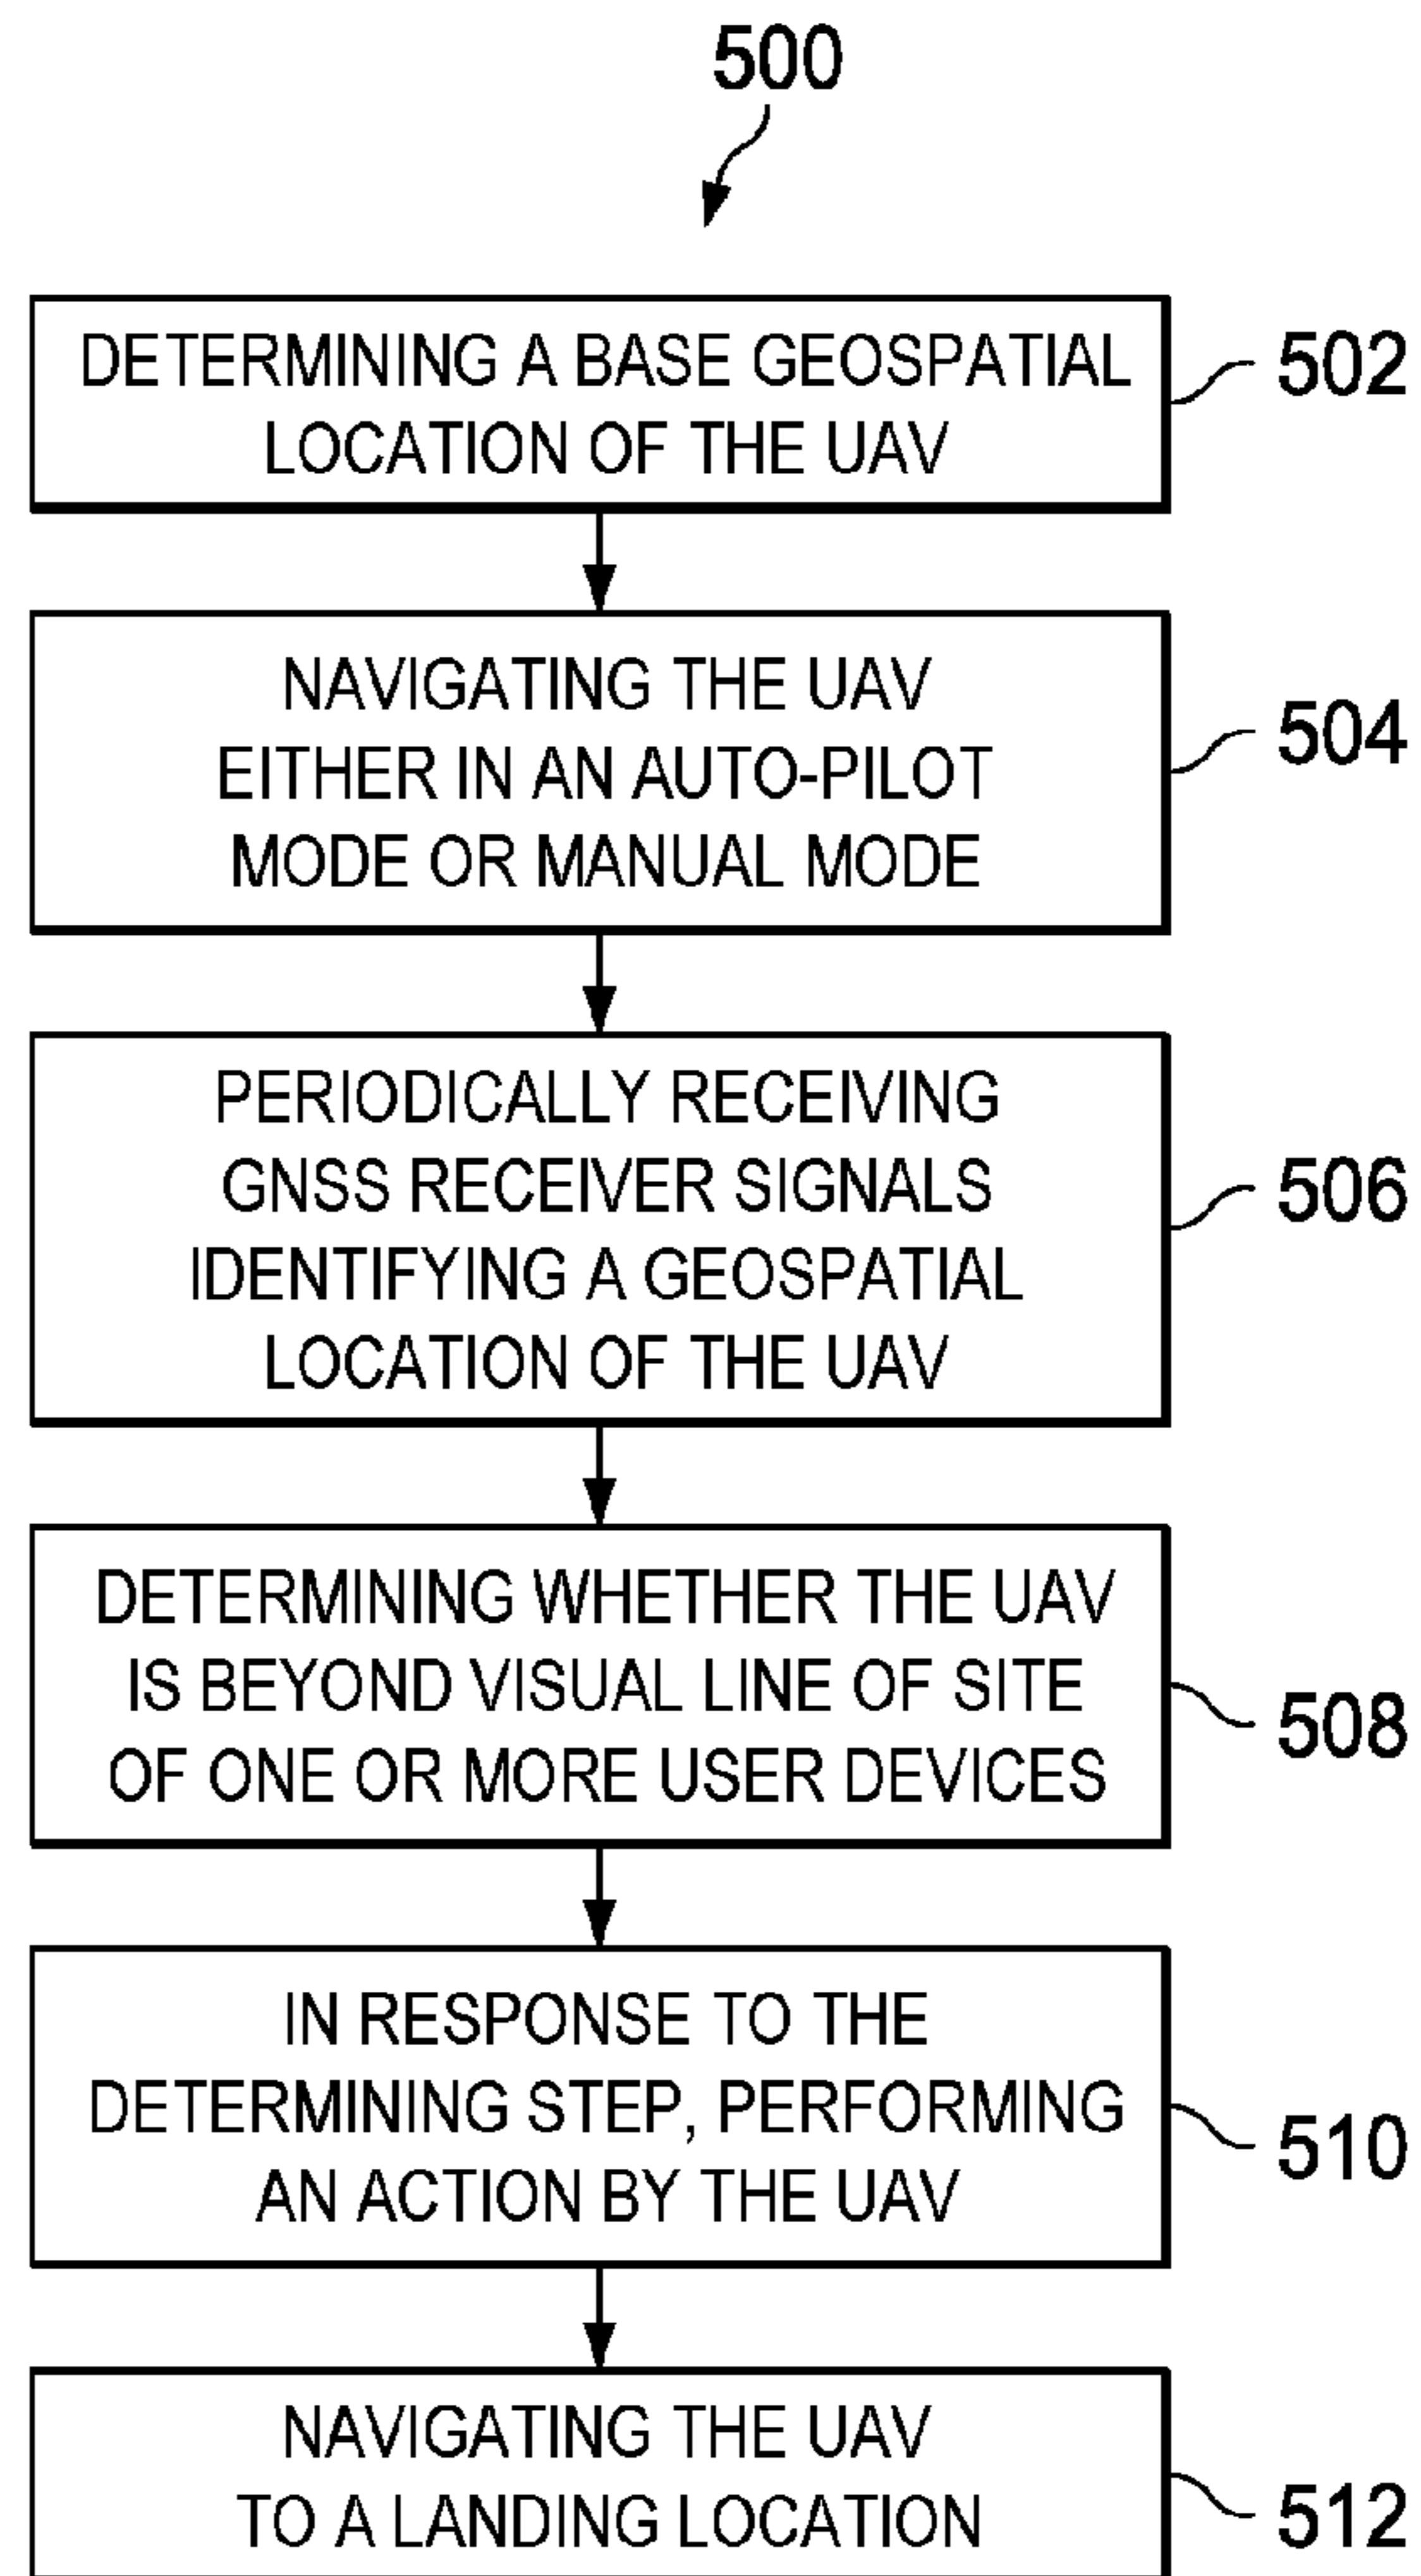 500
DETERMINING A BASE GEOSPATIAL
LOCATION OF THE UAV
502
NAVIGATING THE UAV
EITHER IN AN AUTO-PILOT
MODE OR MANUAL MODE
504
PERIODICALLY RECEIVING
GNSS RECEIVER SIGNALS
IDENTIFYING A GEOSPATIAL
LOCATION OF THE UAV
506
DETERMINING WHETHER THE UAV
IS BEYOND VISUAL LINE OF SITE
OF ONE OR MORE USER DEVICES
508
IN RESPONSE TO THE
DETERMINING STEP, PERFORMING
AN ACTION BY THE UAV
510
NAVIGATING THE UAV
TO A LANDING LOCATION
512